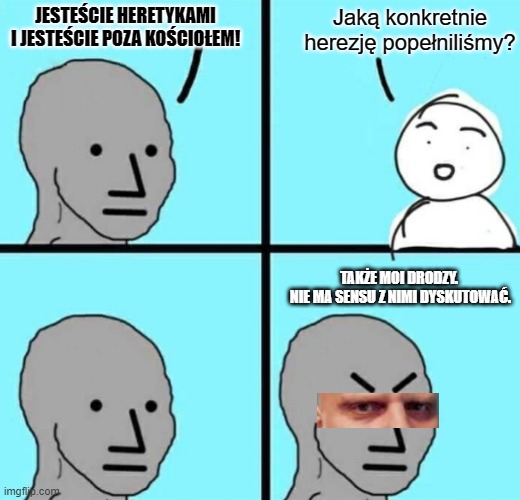 JESTEŚCIE HERETYKAMI
I JESTEŚCIE POZA KOŚCIOŁEM!
Jaką konkretnie
herezję popełniliśmy?
TAKŻE MOI DRODZY.
NIE MA SENSU Z NIMI DYSKUTOWAĆ.
imgflip.com